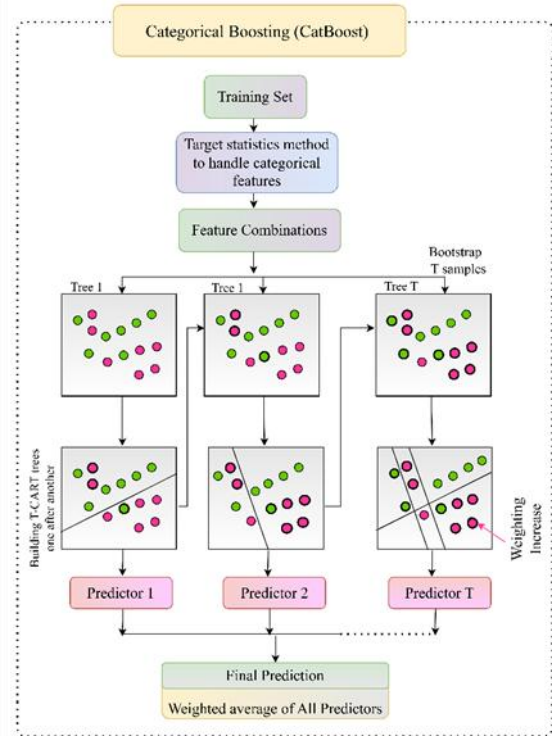 Categorical Boosting (CatBoost)
Training Set
Target statistics method
to handle categorical
features
Feature Combinations
Bootstrap
T samples
Tree 1
Tree 1
Tree T
Building T-CART trees
one after another
Weighting
Increase
Predictor 1
Predictor 2
Predictor T
Final Prediction
Weighted average of All Predictors